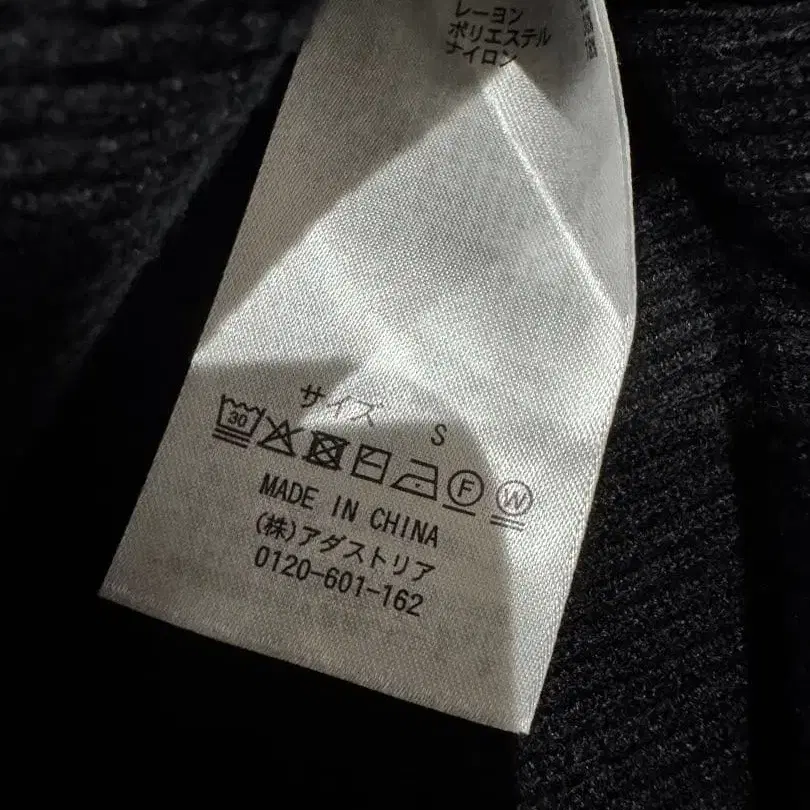 レーヨン
ポリエステル
ナイロン
サイズ S
30 F W
MADE IN CHINA
(株)アダストリア
0120-601-162